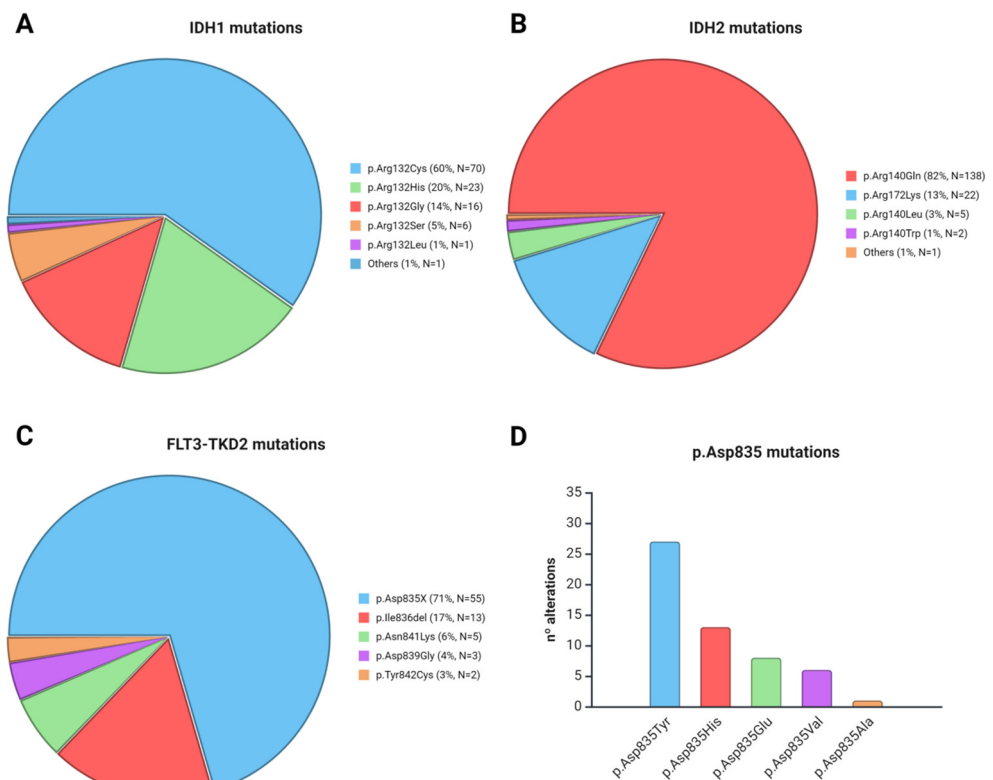 A
IDH1 mutations
p.Arg132Cys (60%, N=70)
p.Arg132His (20%, N=23)
p.Arg132Gly (14%, N=16)
p.Arg132Ser (5%, N=6)
p.Arg132Leu (1%, N=1)
Others (1%, N=1)
B
IDH2 mutations
p.Arg140Gln (82%, N=138)
p.Arg172Lys (13%, N=22)
p.Arg140Leu (3%, N=5)
p.Arg140Trp (1%, N=2)
Others (1%, N=1)
C
FLT3-TKD2 mutations
p.Asp835X (71%, N=55)
p.Ile836del (17%, N=13)
p.Asn841Lys (6%, N=5)
p.Asp839Gly (4%, N=3)
p.Tyr842Cys (3%, N=2)
D
p.Asp835 mutations
nº alterations
35
30
25
20
15
10
5
0
p.Asp835Tyr
p.Asp835His
p.Asp835Glu
p.Asp835Val
p.Asp835Ala